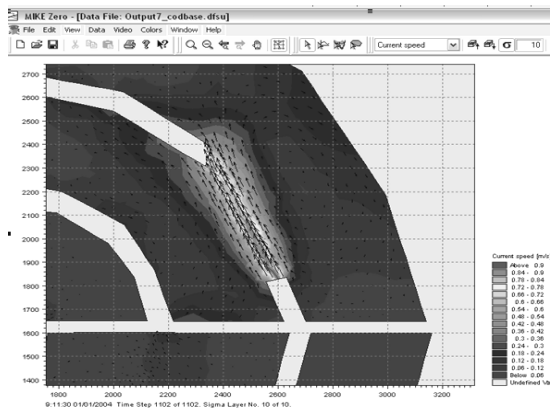 MIKE Zero - [Data File: Output7_codbase.dfsu]
File Edit View Data Video Colors Window Help
Current speed
10
2700
2600
2500
2400
2300
2200
2100
2000
1900
1800
1700
1600
1500
1400
1800 2000 2200 2400 2600 2800 3000 3200
Current speed [m/s
Above 0.9
0.84 - 0.9
0.78 - 0.84
0.72 - 0.78
0.66 - 0.72
0.6 - 0.66
0.54 - 0.6
0.48 - 0.54
0.42 - 0.48
0.36 - 0.42
0.3 - 0.36
0.24 - 0.3
0.18 - 0.24
0.12 - 0.18
0.06 - 0.12
Below 0.06
Undefined Va
9:11:30 01/01/2004 Time Step 1102 of 1102. Sigma Layer No. 10 of 10.